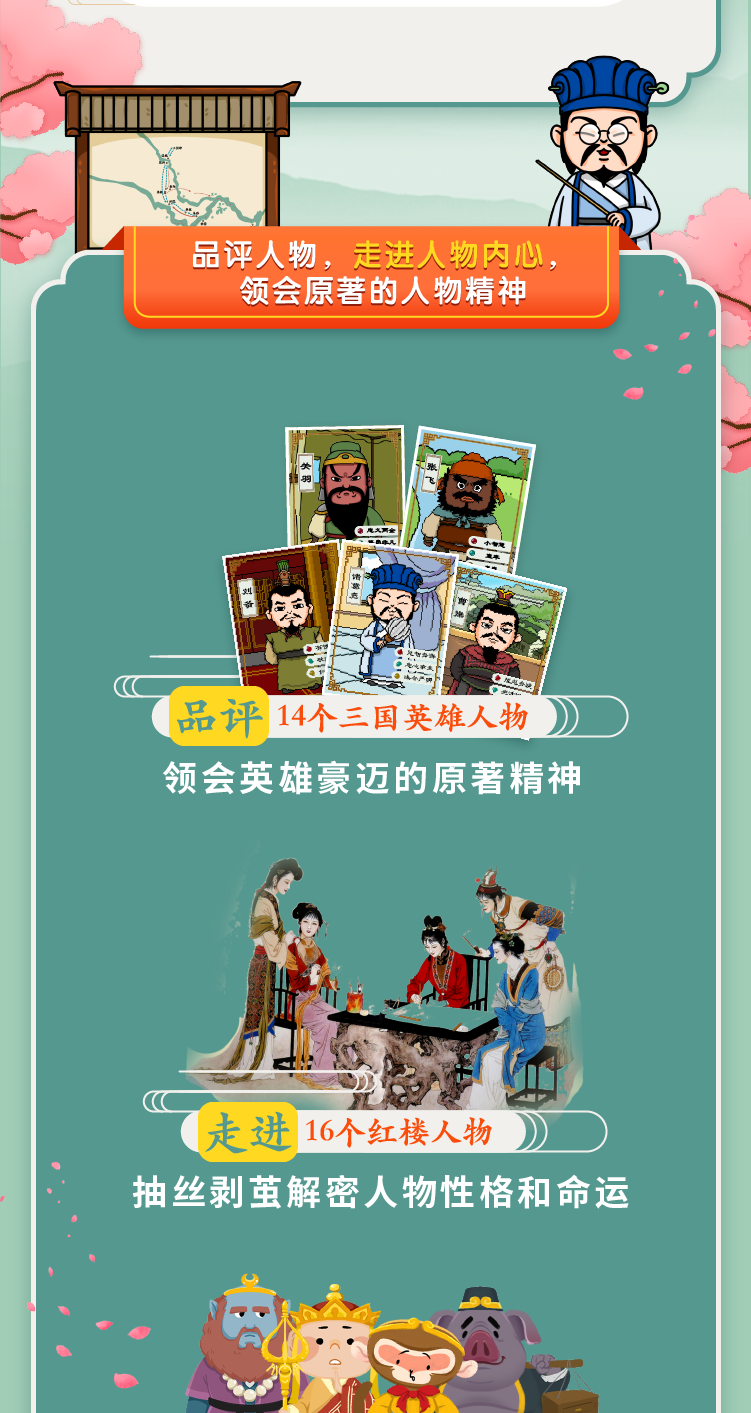 品评人物，走进人物内心，
领会原著的人物精神
关羽
张飞
刘备
诸葛亮
曹操
品评 14个三国英雄人物
领会英雄豪迈的原著精神
走进 16个红楼人物
抽丝剥茧解密人物性格和命运